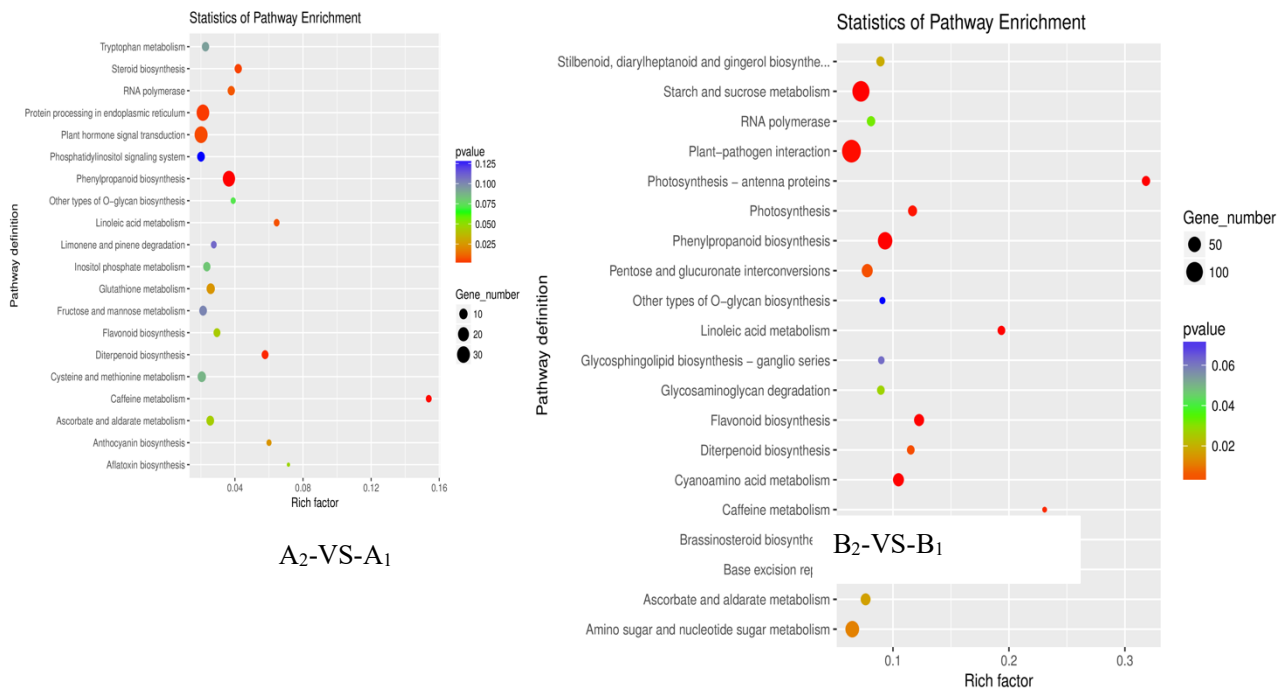 Statistics of Pathway Enrichment
Pathway definition
Tryptophan metabolism
Steroid biosynthesis
RNA polymerase
Protein processing in endoplasmic reticulum
Plant hormone signal transduction
Phosphatidylinositol signaling system
Phenylpropanoid biosynthesis
Other types of O-glycan biosynthesis
Linoleic acid metabolism
Limonene and pinene degradation
Inositol phosphate metabolism
Glutathione metabolism
Fructose and mannose metabolism
Flavonoid biosynthesis
Diterpenoid biosynthesis
Cysteine and methionine metabolism
Caffeine metabolism
Ascorbate and aldarate metabolism
Anthocyanin biosynthesis
Aflatoxin biosynthesis
0.04 0.08 0.12 0.16
Rich factor
pvalue
0.125
0.100
0.075
0.050
0.025
Gene_number
10
20
30
A₂-VS-A₁
Statistics of Pathway Enrichment
Pathway definition
Stilbenoid, diarylheptanoid and gingerol biosynthe...
Starch and sucrose metabolism
RNA polymerase
Plant−pathogen interaction
Photosynthesis − antenna proteins
Photosynthesis
Phenylpropanoid biosynthesis
Pentose and glucuronate interconversions
Other types of O−glycan biosynthesis
Linoleic acid metabolism
Glycosphingolipid biosynthesis − ganglio series
Glycosaminoglycan degradation
Flavonoid biosynthesis
Diterpenoid biosynthesis
Cyanoamino acid metabolism
Caffeine metabolism
Brassinosteroid biosynthe
Base excision rep
Ascorbate and aldarate metabolism
Amino sugar and nucleotide sugar metabolism
0.1 0.2 0.3
Rich factor
Gene_number
50
100
pvalue
0.06
0.04
0.02
B₂-VS-B₁